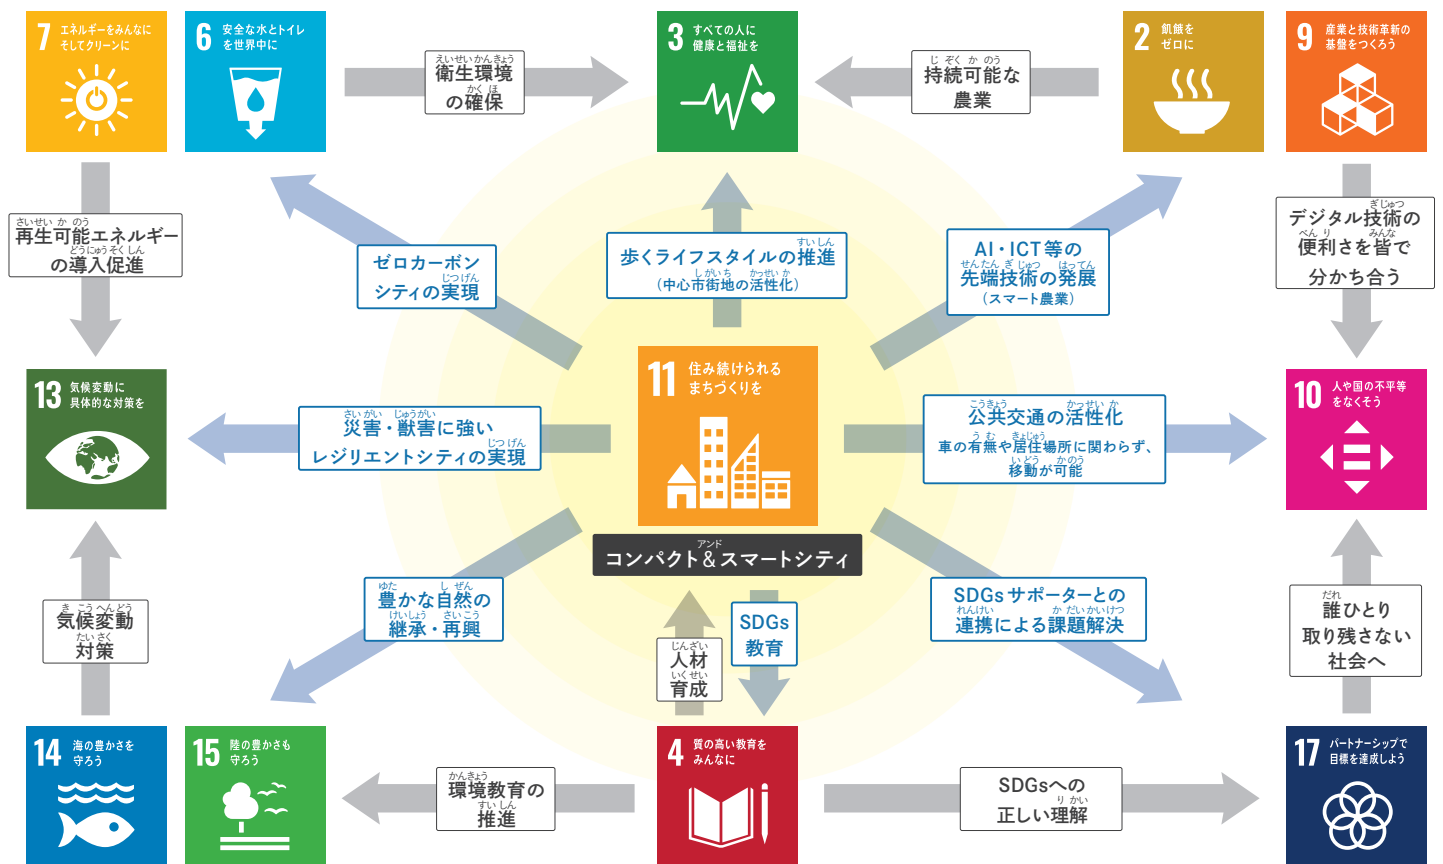 7 エネルギーをみんなに
そしてクリーンに
6 安全な水とトイレ
を世界中に
えいせいかんきょう
衛生環境
かくほ
の確保
3 すべての人に
健康と福祉を
じぞくかのう
持続可能な
農業
2 飢餓を
ゼロに
9 産業と技術革新の
基盤をつくろう
さいせいかのう
再生可能エネルギー
どうにゅうそくしん
の導入促進
ゼロカーボン
じつげん
シティの実現
すいしん
歩くライフスタイルの推進
しがいち かっせいか
(中心市街地の活性化)
AI・ICT等の
せんたんぎじゅつ はってん
先端技術の発展
(スマート農業)
ぎじゅつ
デジタル技術の
べんり みんな
便利さを皆で
分かち合う
13 気候変動に
具体的な対策を
さいがい じゅうがい
災害・獣害に強い
じつげん
レジリエントシティの実現
11 住み続けられる
まちづくりを
アンド
コンパクト&スマートシティ
こうきょう かっせいか
公共交通の活性化
うむ きょじゅう
車の有無や居住場所に関わらず、
いどう かのう
移動が可能
10 人や国の不平等
をなくそう
きこうへんどう
気候変動
たいさく
対策
ゆた しぜん
豊かな自然の
けいしょう さいこう
継承・再興
じんざい
人材
いくせい
育成
SDGs
教育
SDGsサポーターとの
れんけい かだいかいけつ
連携による課題解決
だれ
誰ひとり
取り残さない
社会へ
14 海の豊かさを
守ろう
15 陸の豊かさも
守ろう
かんきょう
環境教育の
すいしん
推進
4 質の高い教育を
みんなに
SDGsへの
りかい
正しい理解
17 パートナーシップで
目標を達成しよう